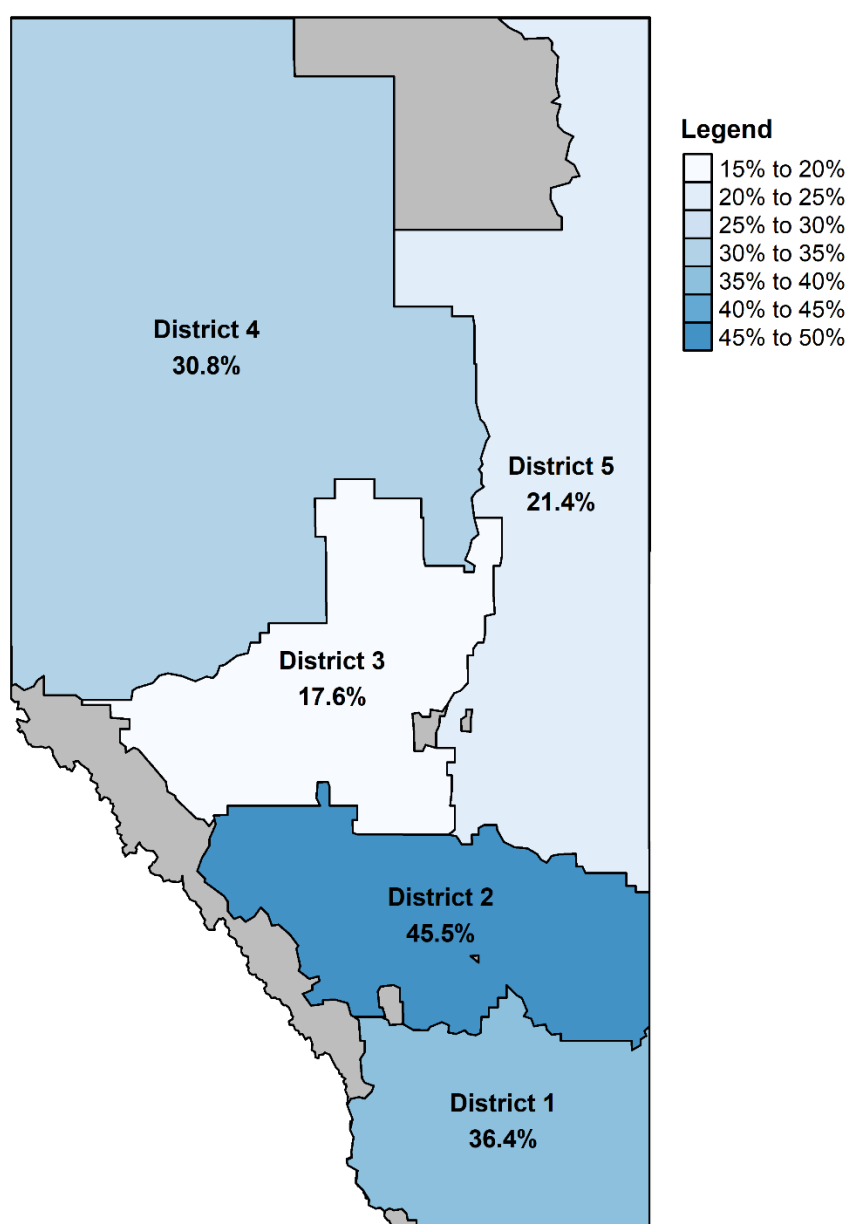 Legend
15% to 20%
20% to 25%
25% to 30%
30% to 35%
35% to 40%
40% to 45%
45% to 50%
District 4
30.8%
District 5
21.4%
District 3
17.6%
District 2
45.5%
District 1
36.4%